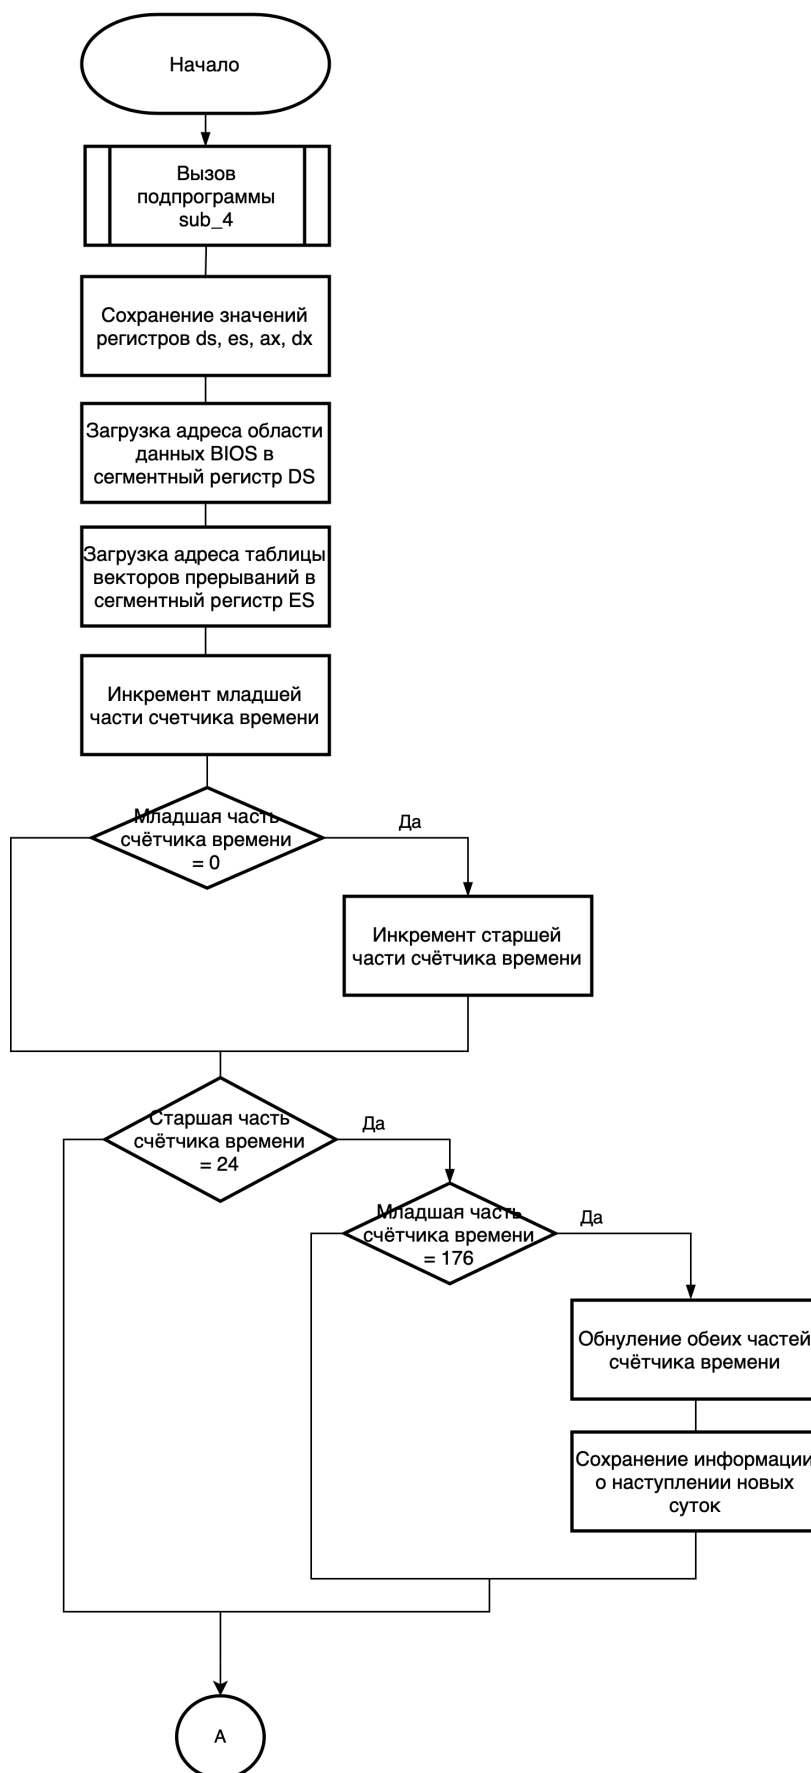 Начало
Вызов
подпрограммы
sub_4
Сохранение значений
регистров ds, es, ax, dx
Загрузка адреса области
данных BIOS в
сегментный регистр DS
Загрузка адреса таблицы
векторов прерываний в
сегментный регистр ES
Инкремент младшей
части счетчика времени
Младшая часть
счётчика времени
= 0
Да
Инкремент старшей
части счётчика времени
Старшая часть
счётчика времени
= 24
Да
Младшая часть
счётчика времени
= 176
Да
Обнуление обеих частей
счётчика времени
Сохранение информации
о наступлении новых
суток
А